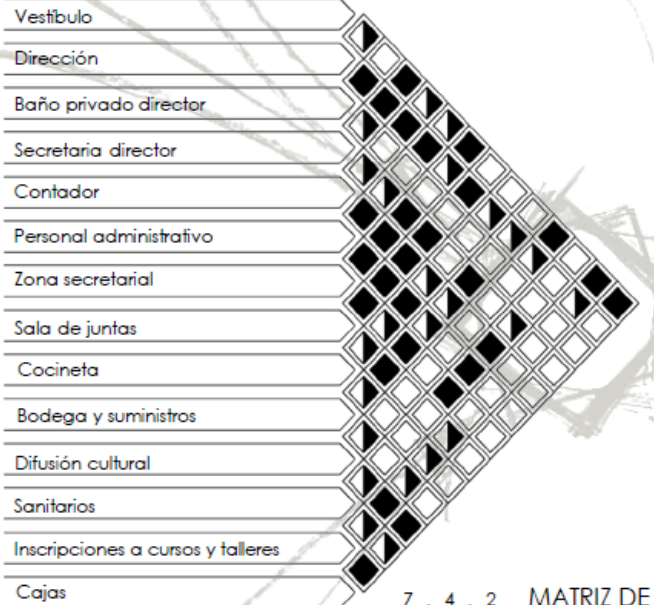 Vestíbulo
Dirección
Baño privado director
Secretaria director
Contador
Personal administrativo
Zona secretarial
Sala de juntas
Cocineta
Bodega y suministros
Difusión cultural
Sanitarios
Inscripciones a cursos y talleres
Cajas
7 . 4 . 2 MATRIZ DE